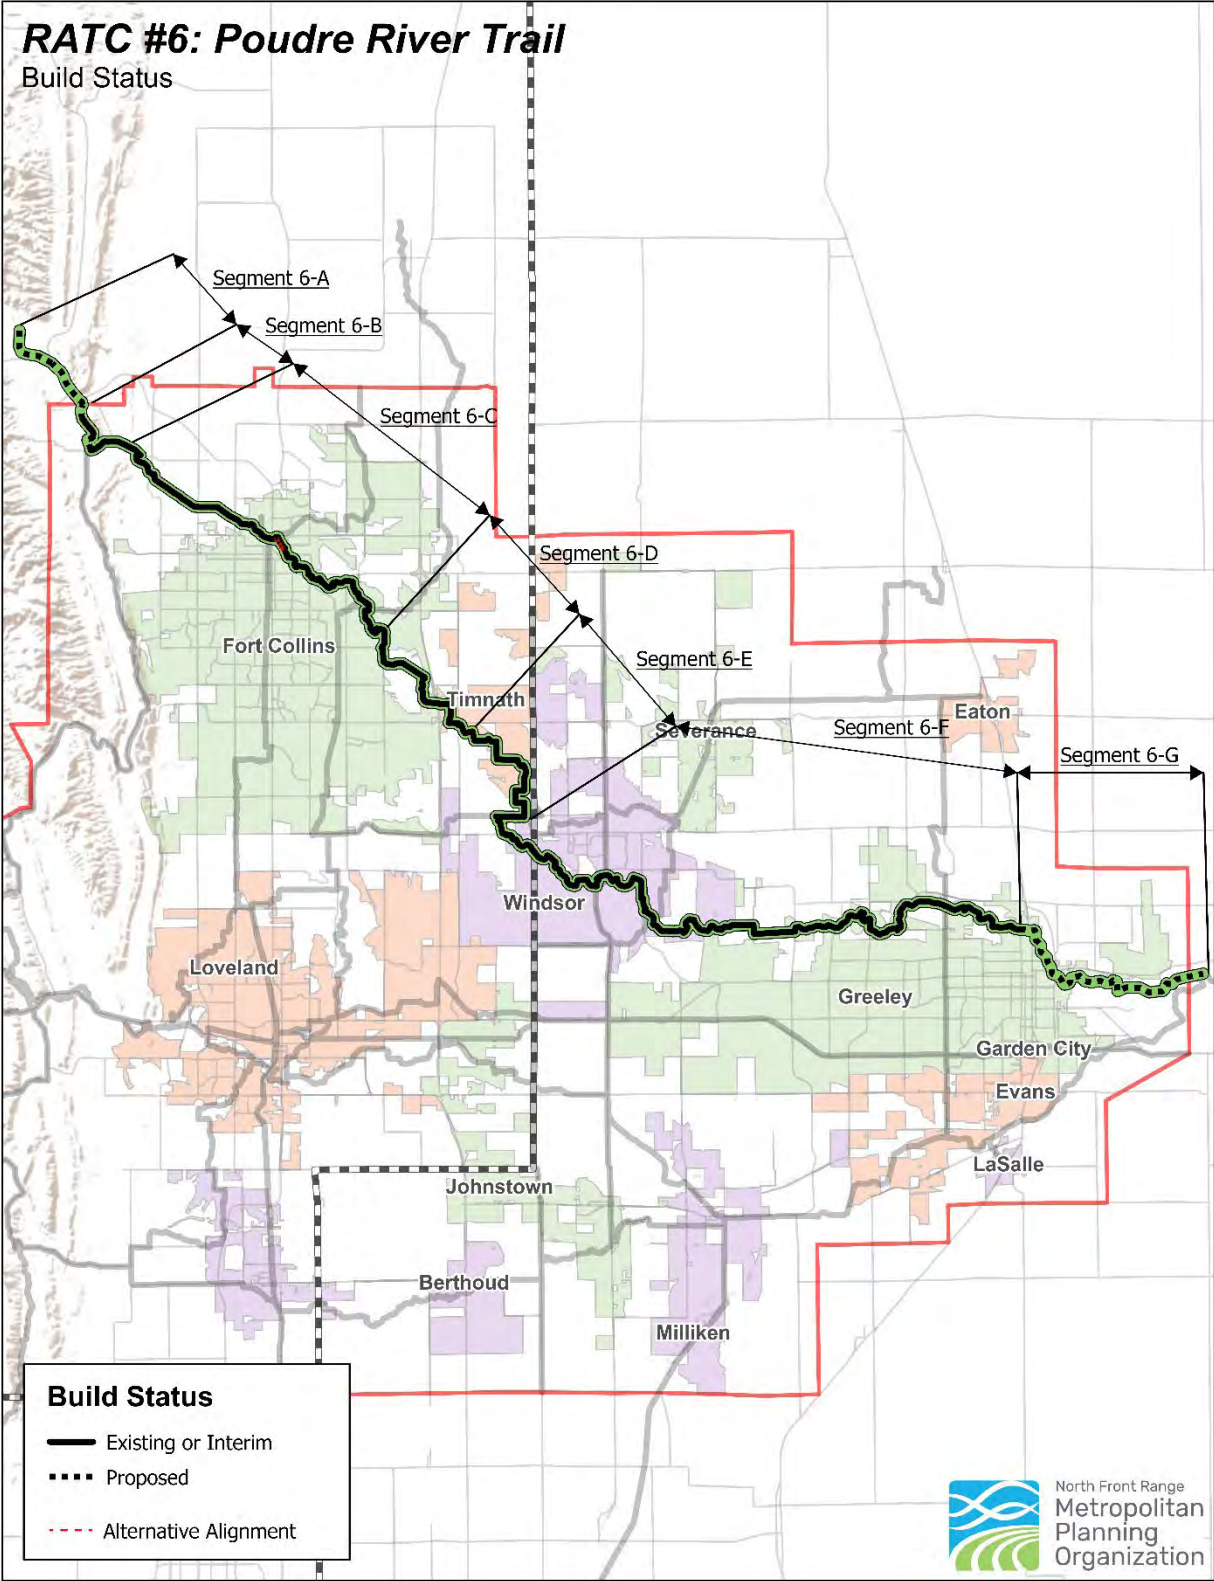 RATC #6: Poudre River Trail
Build Status
Segment 6-A
Segment 6-B
Segment 6-C
Segment 6-D
Fort Collins
Segment 6-E
Timnath
Severance
Eaton
Segment 6-F
Segment 6-G
Windsor
Loveland
Greeley
Garden City
Evans
LaSalle
Johnstown
Berthoud
Milliken
Build Status
Existing or Interim
Proposed
Alternative Alignment
North Front Range
Metropolitan
Planning
Organization